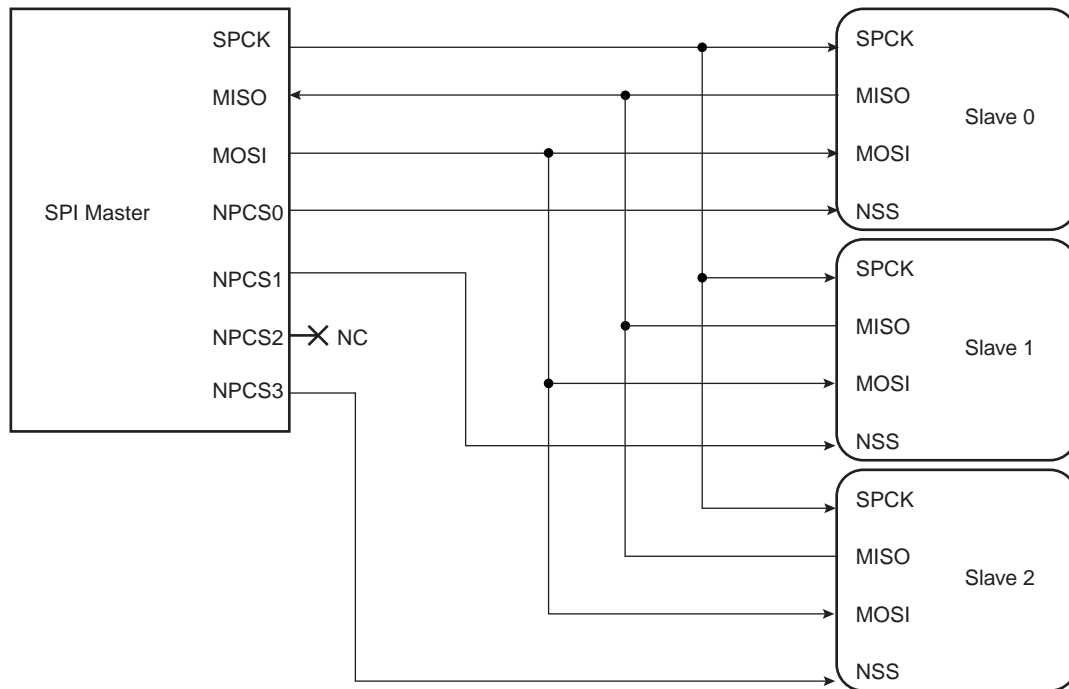 SPI Master
SPCK
MISO
MOSI
NPCS0
NPCS1
NPCS2
NC
NPCS3
SPCK
MISO
Slave 0
MOSI
NSS
SPCK
MISO
Slave 1
MOSI
NSS
SPCK
MISO
Slave 2
MOSI
NSS